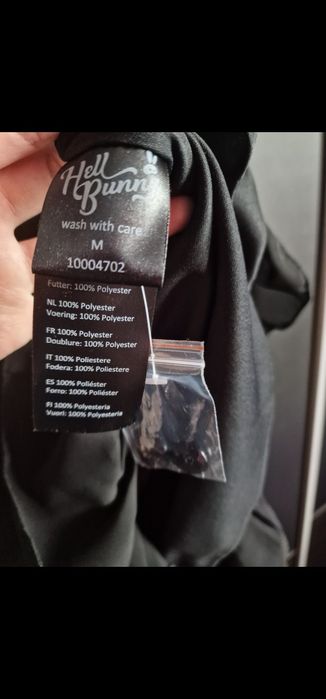 Hell
Bunny
wash with care
M
10004702
Futter: 100% Polyester
NL 100% Polyester
Voering: 100% Polyester
FR 100% Polyester
Doublure: 100% Polyester
IT 100% Poliestere
Fodera: 100% Poliestere
ES 100% Poliéster
Forro: 100% Poliéster
FI 100% Polyesteria
Vuori: 100% Polyesteria